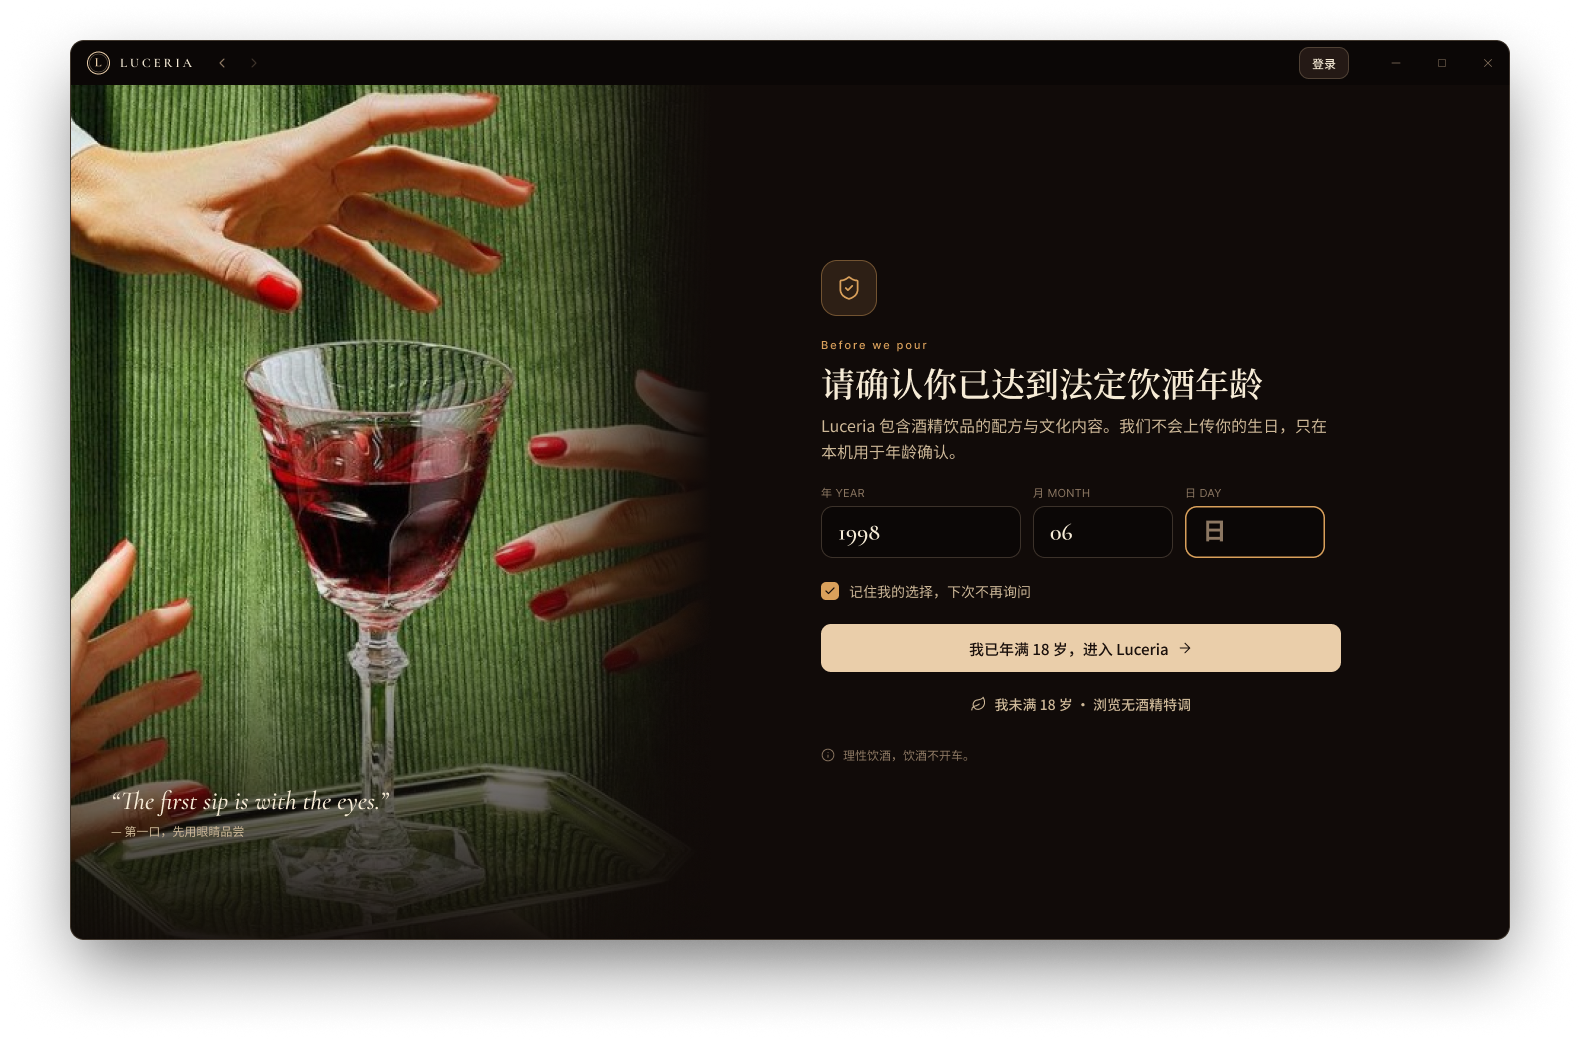 L LUCERIA
登录
Before we pour
请确认你已达到法定饮酒年龄
Luceria 包含酒精饮品的配方与文化内容。我们不会上传你的生日，只在
本机用于年龄确认。
年 YEAR 月 MONTH 日 DAY
1998 06 日
记住我的选择，下次不再询问
我已年满 18 岁，进入 Luceria →
我未满 18 岁 · 浏览无酒精特调
理性饮酒，饮酒不开车。
“The first sip is with the eyes.”
— 第一口，先用眼睛品尝